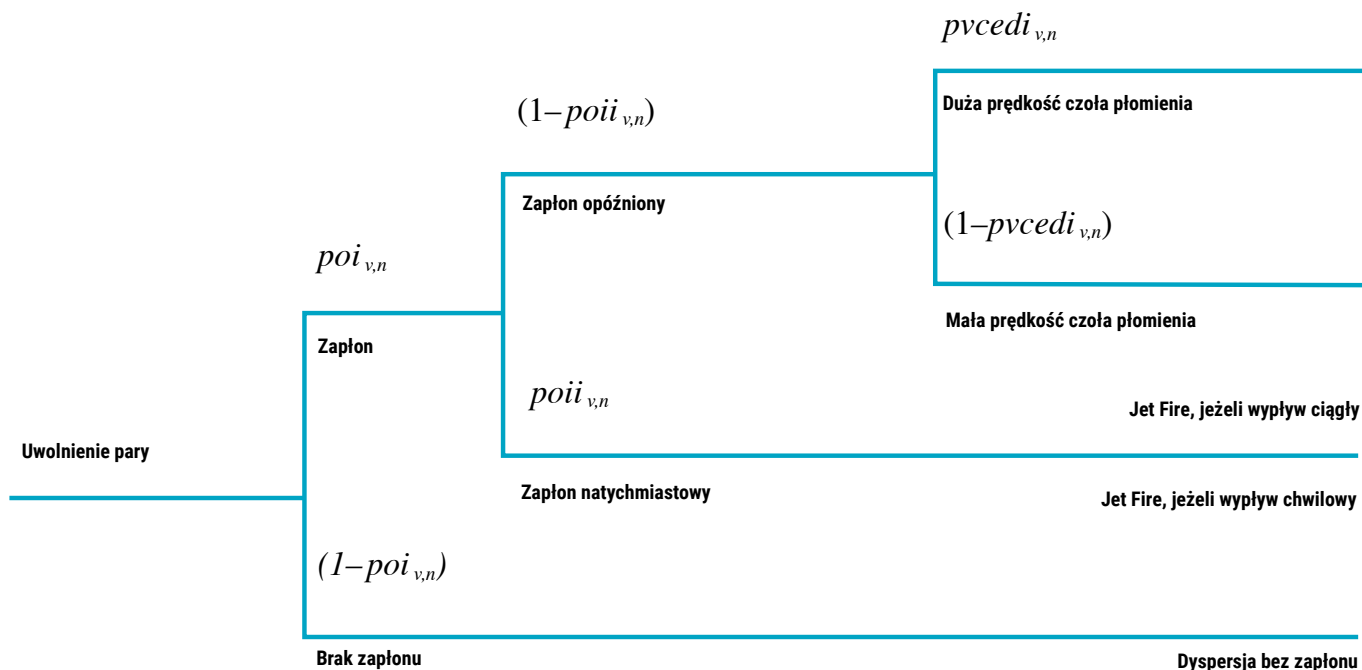 pvcedi v,n
Duża prędkość czoła płomienia
(1–poii v,n)
Zapłon opóźniony
(1–pvcedi v,n)
poi v,n
Mała prędkość czoła płomienia
Zapłon
poii v,n
Jet Fire, jeżeli wypływ ciągły
Uwolnienie pary
Zapłon natychmiastowy
Jet Fire, jeżeli wypływ chwilowy
(1–poi v,n)
Brak zapłonu
Dyspersja bez zapłonu